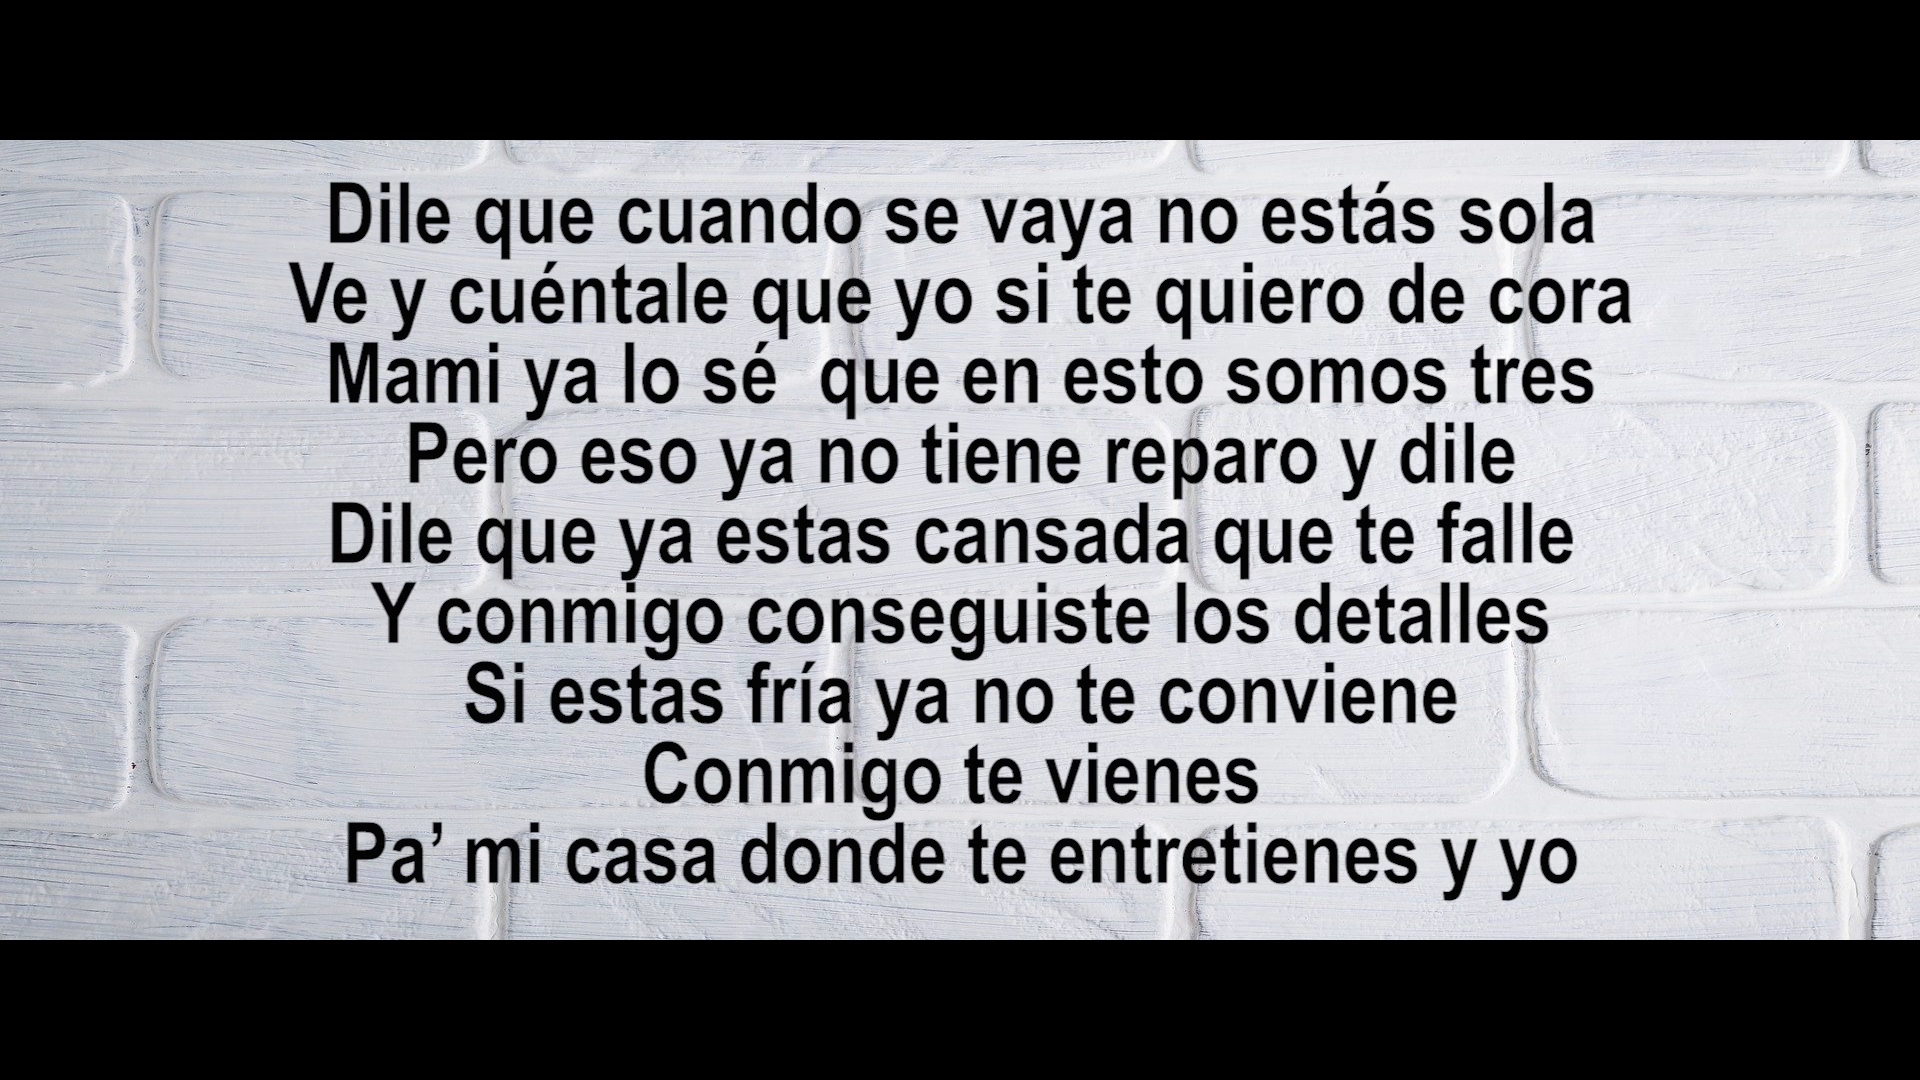 Dile que cuando se vaya no estás sola
Ve y cuéntale que yo si te quiero de cora
Mami ya lo sé  que en esto somos tres
Pero eso ya no tiene reparo y dile
Dile que ya estas cansada que te falle
Y conmigo conseguiste los detalles
Si estas fría ya no te conviene
Conmigo te vienes
Pa’ mi casa donde te entretienes y yo